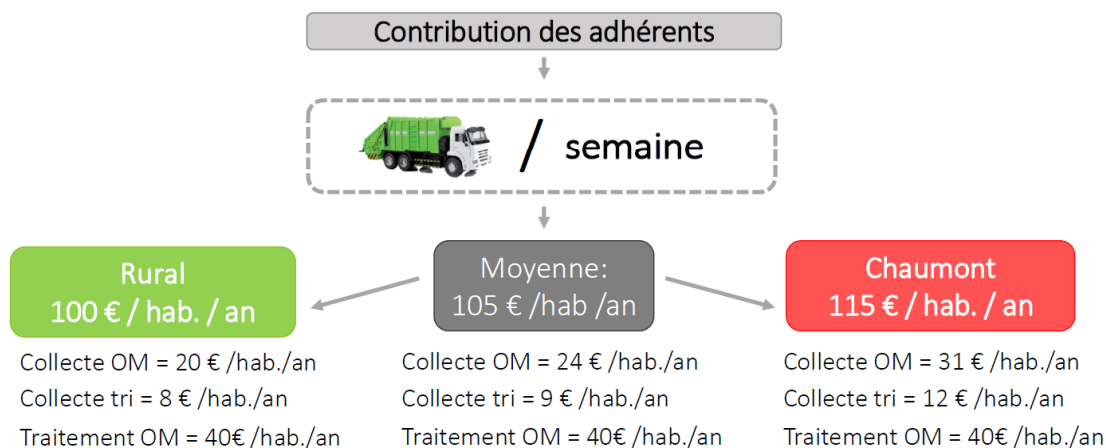 Contribution des adhérents
/ semaine
Rural
100 € / hab. / an
Moyenne:
105 € /hab /an
Chaumont
115 € / hab. / an
Collecte OM = 20 € /hab./an
Collecte tri = 8 € /hab./an
Traitement OM = 40€ /hab./an
Collecte OM = 24 € /hab./an
Collecte tri = 9 € /hab./an
Traitement OM = 40€ /hab./an
Collecte OM = 31 € /hab./an
Collecte tri = 12 € /hab./an
Traitement OM = 40€ /hab./an